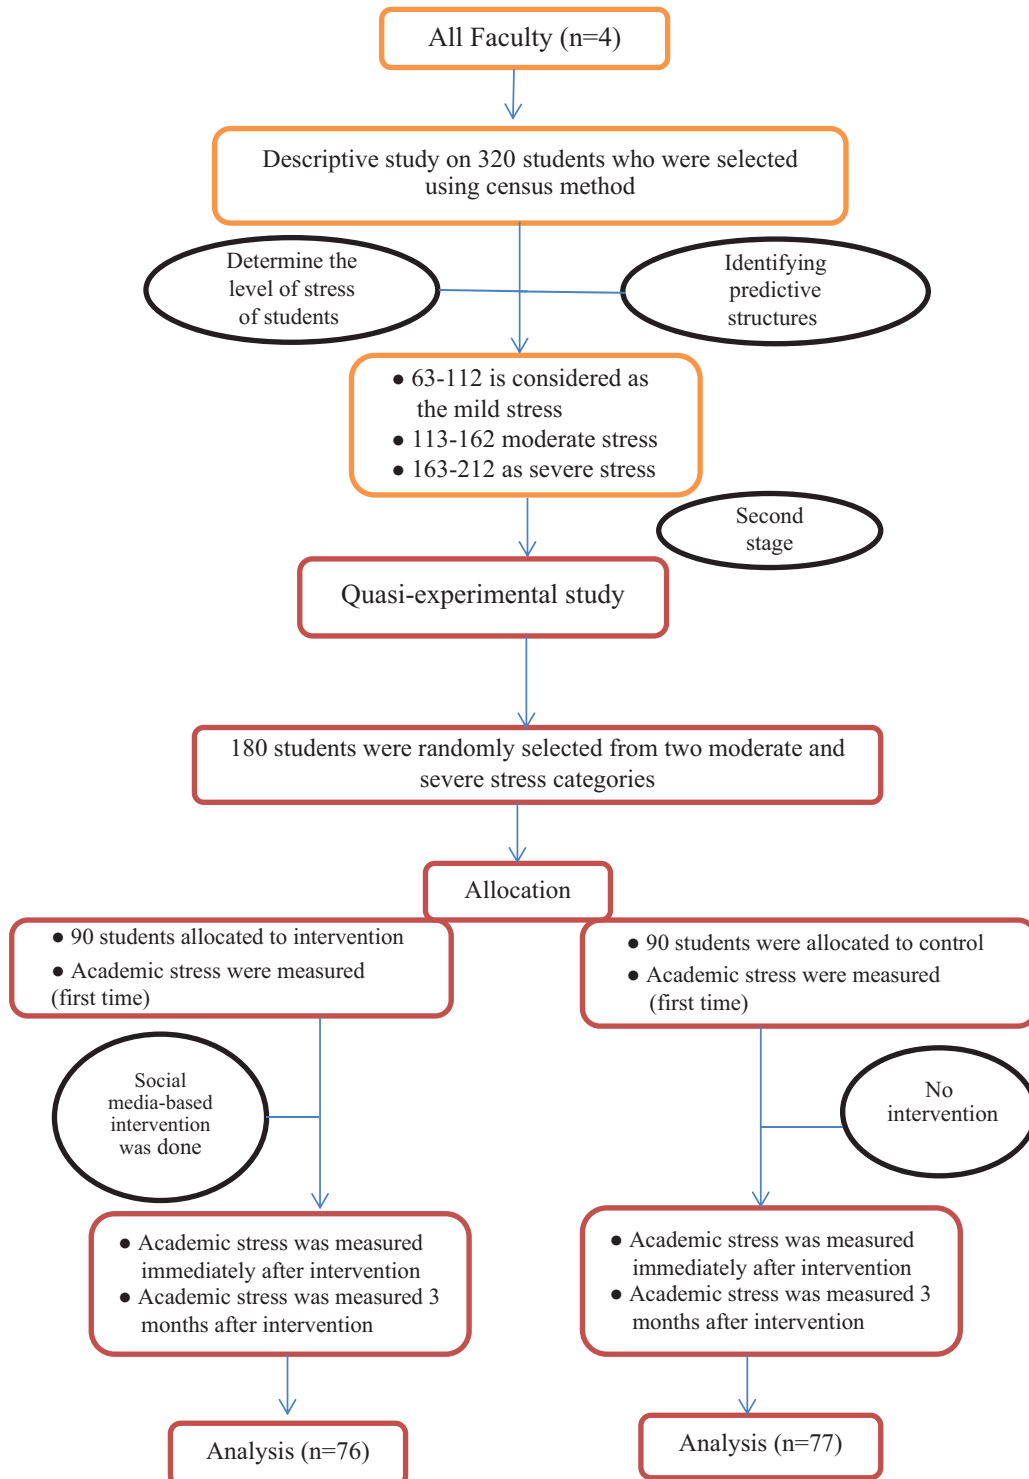 All Faculty (n=4)
Descriptive study on 320 students who were selected
using census method
Determine the
level of stress
of students
Identifying
predictive
structures
● 63-112 is considered as
the mild stress
● 113-162 moderate stress
● 163-212 as severe stress
Second
stage
Quasi-experimental study
180 students were randomly selected from two moderate and
severe stress categories
Allocation
● 90 students allocated to intervention
● Academic stress were measured
(first time)
● 90 students were allocated to control
● Academic stress were measured
(first time)
Social
media-based
intervention
was done
No
intervention
● Academic stress was measured
immediately after intervention
● Academic stress was measured 3
months after intervention
● Academic stress was measured
immediately after intervention
● Academic stress was measured 3
months after intervention
Analysis (n=76)
Analysis (n=77)